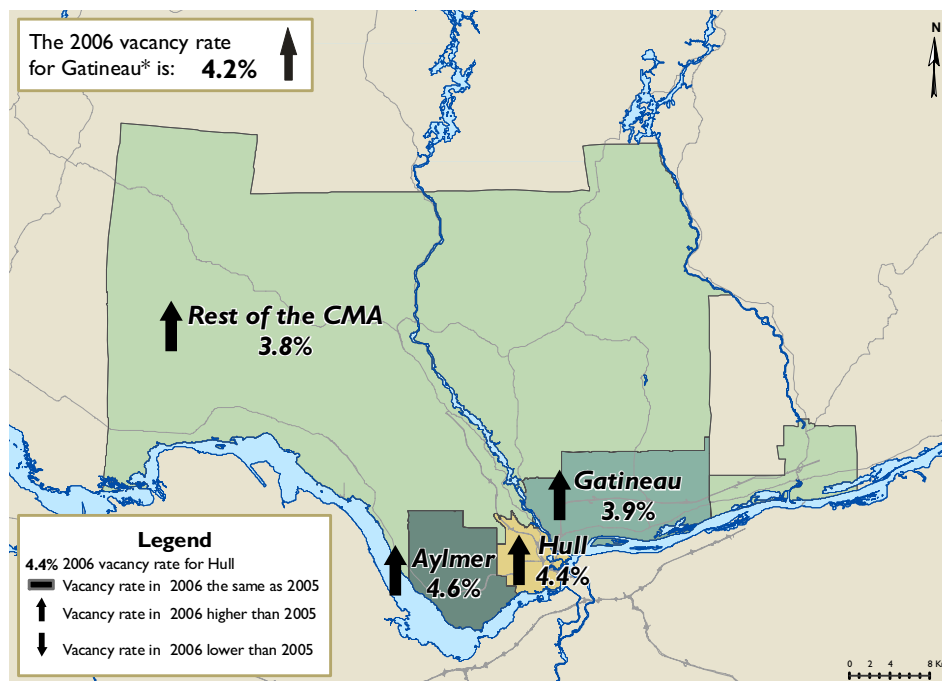 The 2006 vacancy rate
for Gatineau* is: 4.2%
N
Rest of the CMA
3.8%
Gatineau
3.9%
Hull
4.4%
Aylmer
4.6%
Legend
4.4% 2006 vacancy rate for Hull
Vacancy rate in 2006 the same as 2005
Vacancy rate in 2006 higher than 2005
Vacancy rate in 2006 lower than 2005
0 2 4 8 K